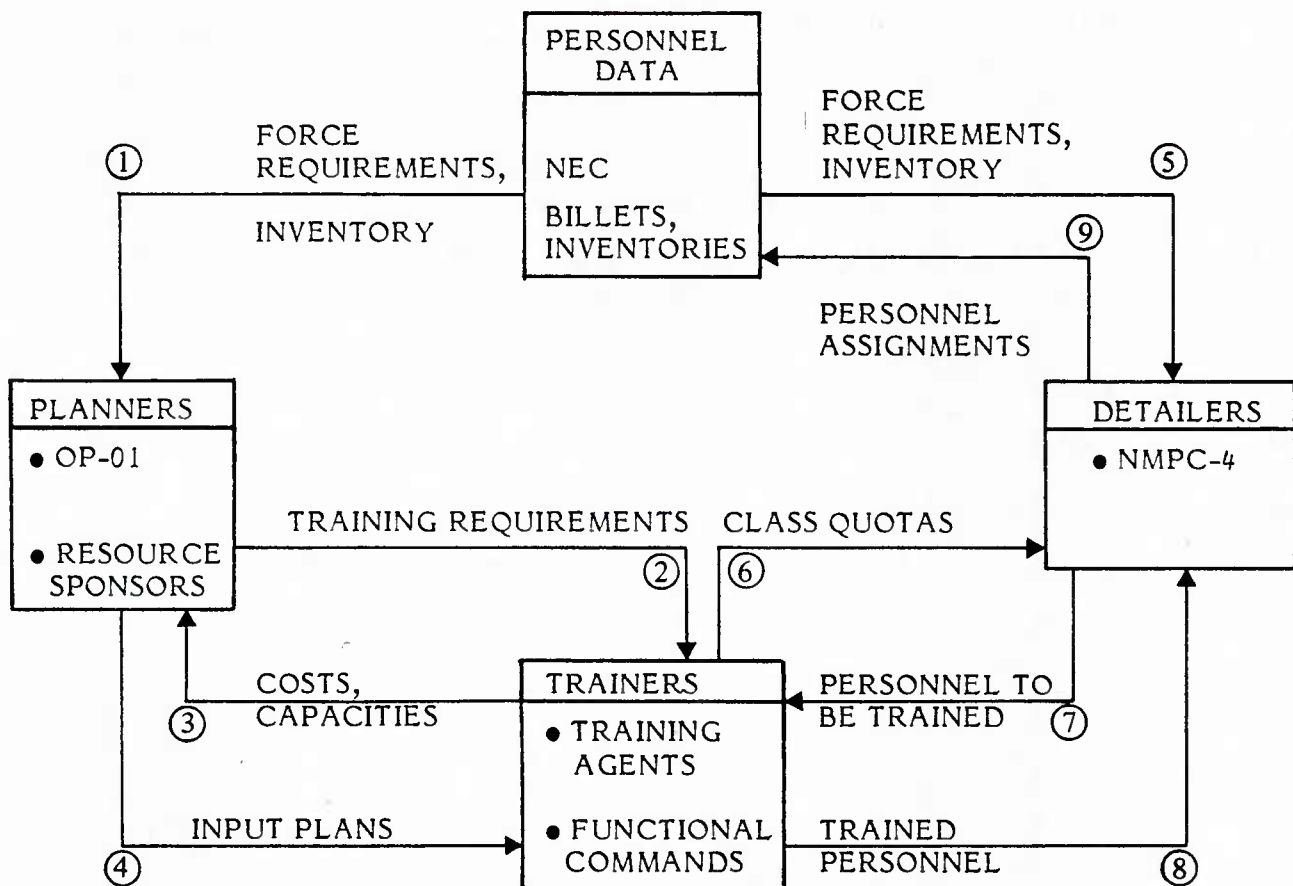 PERSONNEL
DATA
NEC
BILLETS,
INVENTORIES
①
FORCE
REQUIREMENTS,
INVENTORY
FORCE
REQUIREMENTS,
INVENTORY
⑤
⑨
PERSONNEL
ASSIGNMENTS
PLANNERS
● OP-01
● RESOURCE
SPONSORS
DETAILERS
● NMPC-4
TRAINING REQUIREMENTS
②
CLASS QUOTAS
⑥
COSTS,
CAPACITIES
③
TRAINERS
● TRAINING
AGENTS
● FUNCTIONAL
COMMANDS
PERSONNEL TO
BE TRAINED
⑦
INPUT PLANS
④
TRAINED
PERSONNEL
⑧